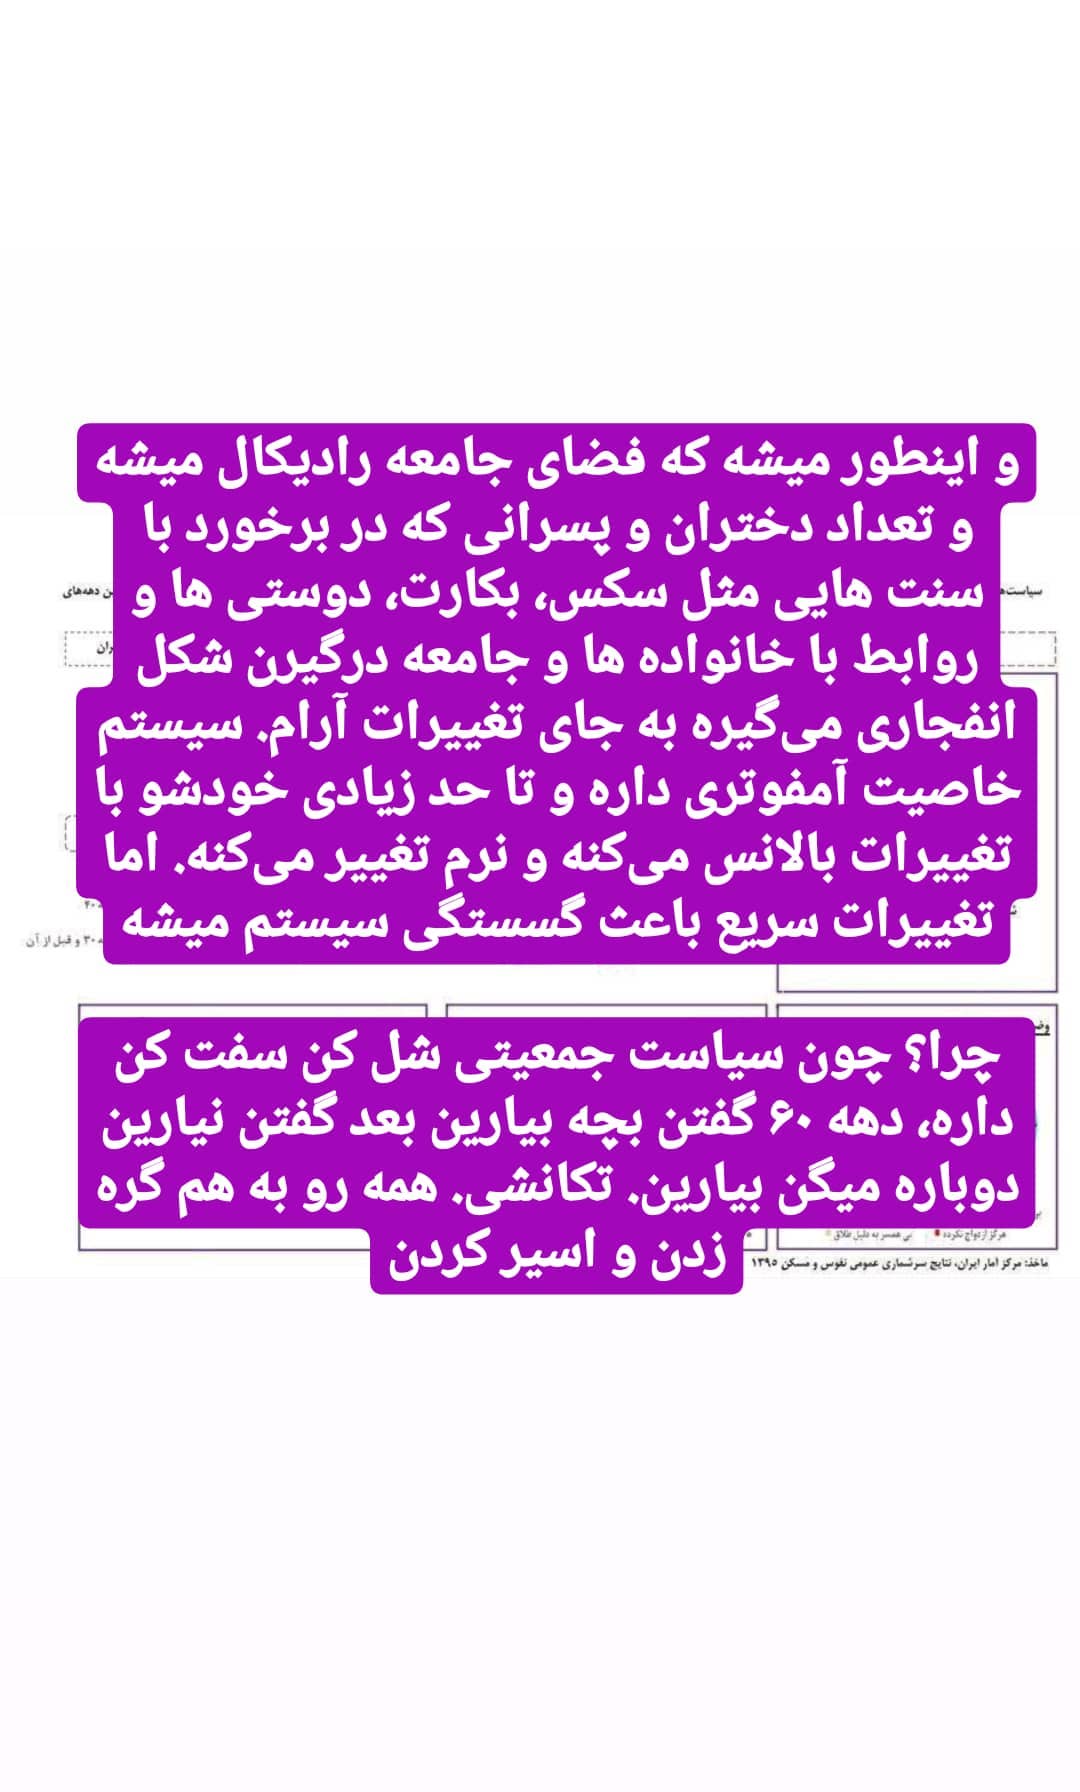 و اینطور میشه که فضای جامعه رادیکال میشه
و تعداد دختران و پسرانی که در برخورد با
سنت هایی مثل سکس، بکارت، دوستی ها و
روابط با خانواده ها و جامعه درگیرن شکل
انفجاری می‌گیره به جای تغییرات آرام. سیستم
خاصیت آمفوتری داره و تا حد زیادی خودشو با
تغییرات بالانس می‌کنه و نرم تغییر می‌کنه. اما
تغییرات سریع باعث گسستگی سیستم میشه
دهه‌های
۴۰
۳۰ و قبل از آن
چرا؟ چون سیاست جمعیتی شل کن سفت کن
داره، دهه ۶۰ گفتن بچه بیارین بعد گفتن نیارین
دوباره میگن بیارین. تکانشی. همه رو به هم گره
زدن و اسیر کردن
هرگز ازدواج نکرده
بی همسر به دلیل طلاق
ماخذ: مرکز آمار ایران، نتایج سرشماری عمومی نفوس و مسکن ۱۳۹۵